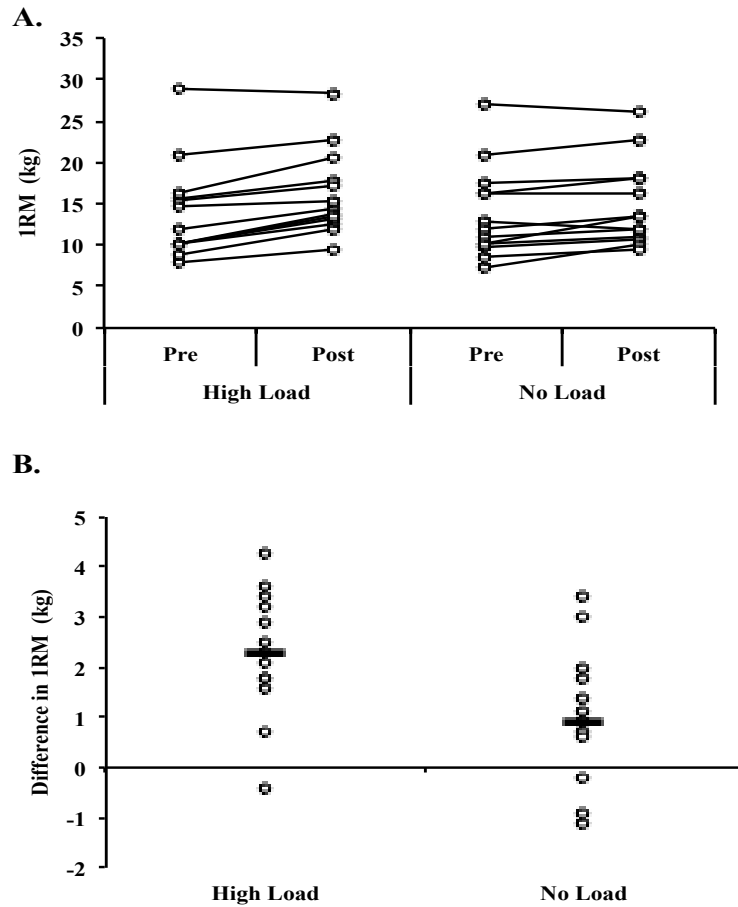 A.
35
30
25
20
15
10
5
0
1RM (kg)
Pre Post Pre Post
High Load No Load
B.
5
4
3
2
1
0
-1
-2
Difference in 1RM (kg)
High Load No Load